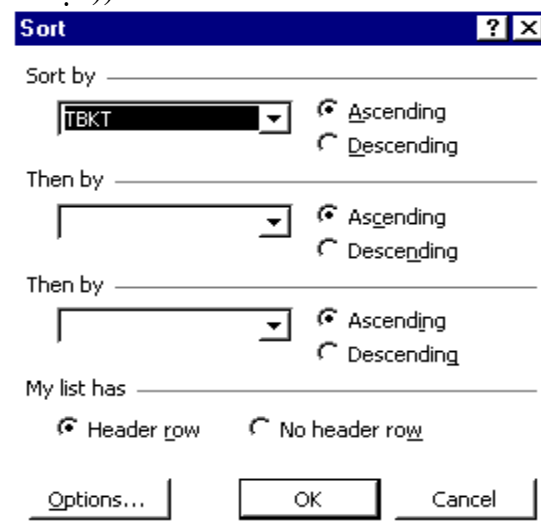 Sort ? ×
Sort by
TBKT
Ascending
Descending
Then by
Ascending
Descending
Then by
Ascending
Descending
My list has
Header row No header row
Options... OK Cancel